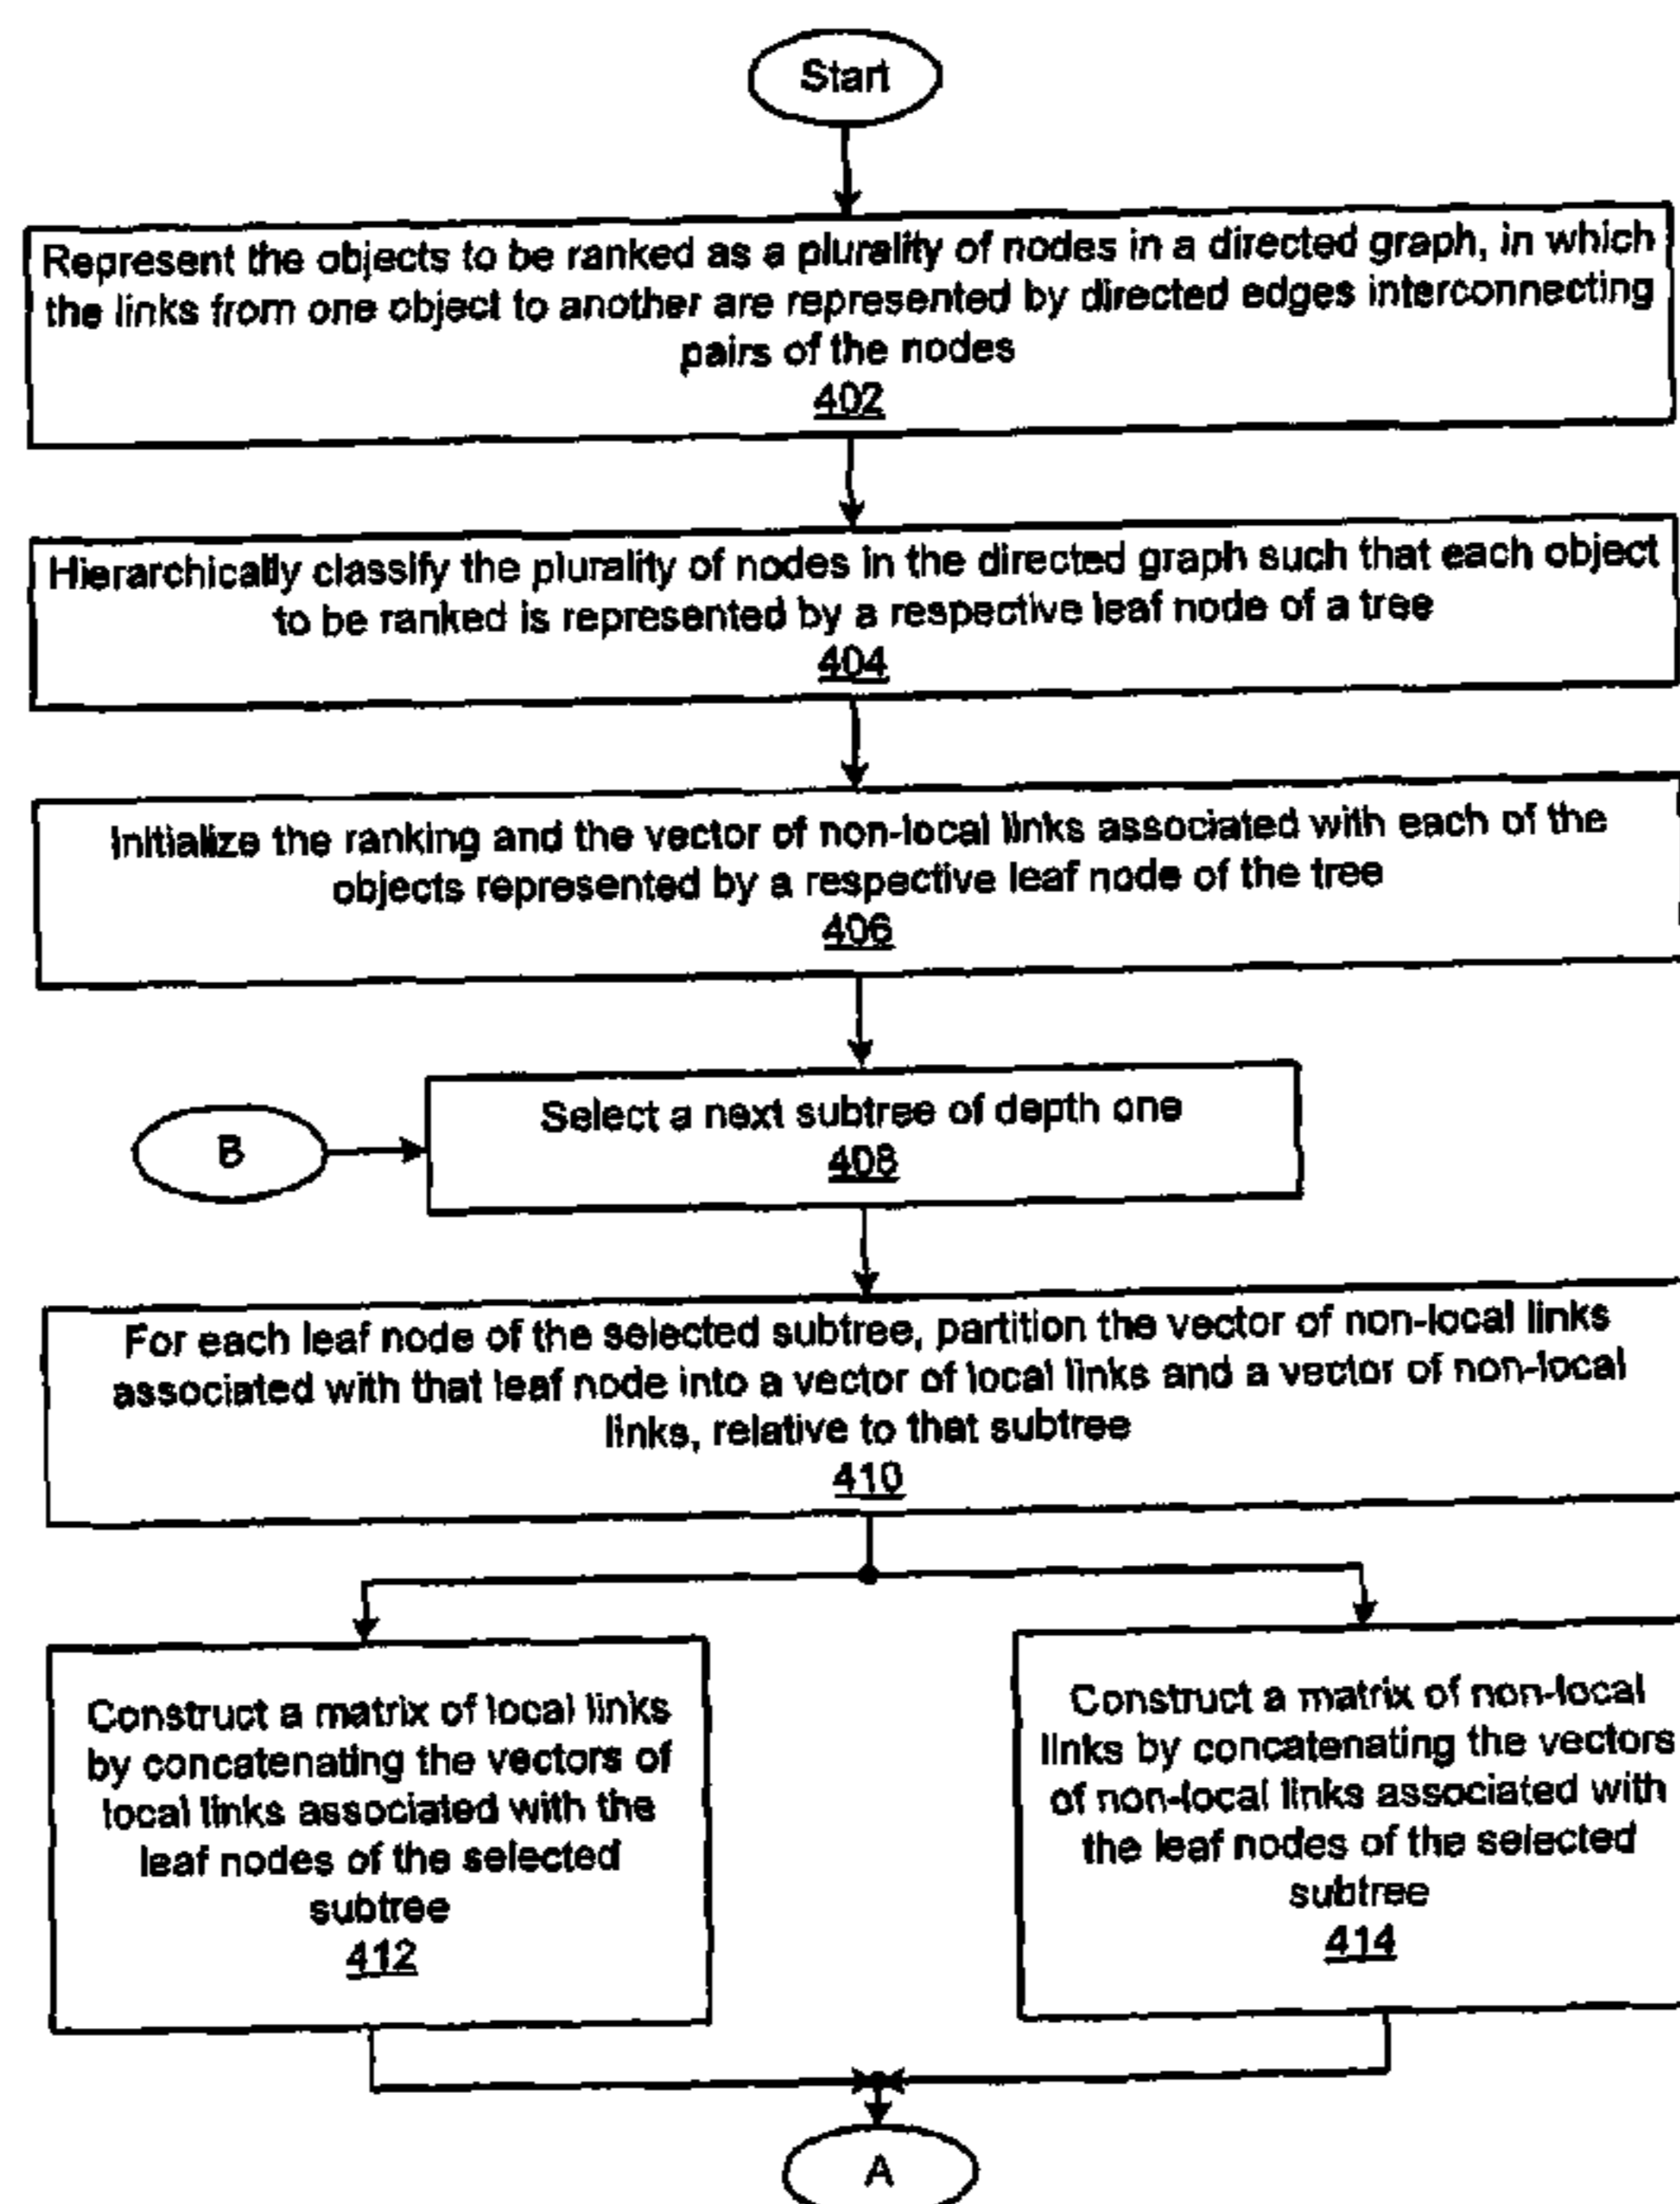 Start
Represent the objects to be ranked as a plurality of nodes in a directed graph, in which
the links from one object to another are represented by directed edges interconnecting
pairs of the nodes
402
Hierarchically classify the plurality of nodes in the directed graph such that each object
to be ranked is represented by a respective leaf node of a tree
404
Initialize the ranking and the vector of non-local links associated with each of the
objects represented by a respective leaf node of the tree
406
Select a next subtree of depth one
408
B
For each leaf node of the selected subtree, partition the vector of non-local links
associated with that leaf node into a vector of local links and a vector of non-local
links, relative to that subtree
410
Construct a matrix of local links
by concatenating the vectors of
local links associated with the
leaf nodes of the selected
subtree
412
Construct a matrix of non-local
links by concatenating the vectors
of non-local links associated with
the leaf nodes of the selected
subtree
414
A